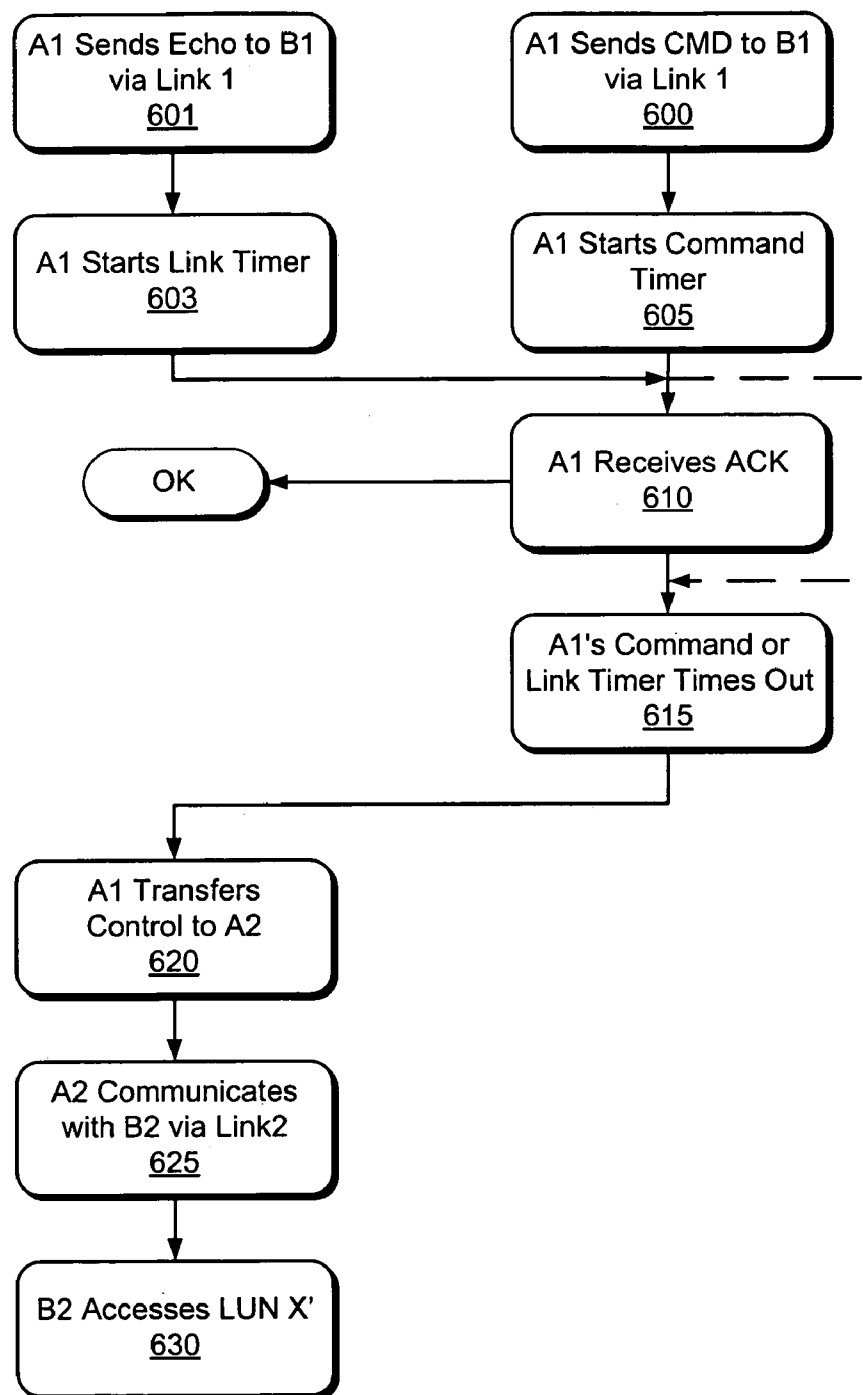 A1 Sends Echo to B1
via Link 1
601
A1 Sends CMD to B1
via Link 1
600
A1 Starts Link Timer
603
A1 Starts Command
Timer
605
OK
A1 Receives ACK
610
A1's Command or
Link Timer Times Out
615
A1 Transfers
Control to A2
620
A2 Communicates
with B2 via Link2
625
B2 Accesses LUN X'
630